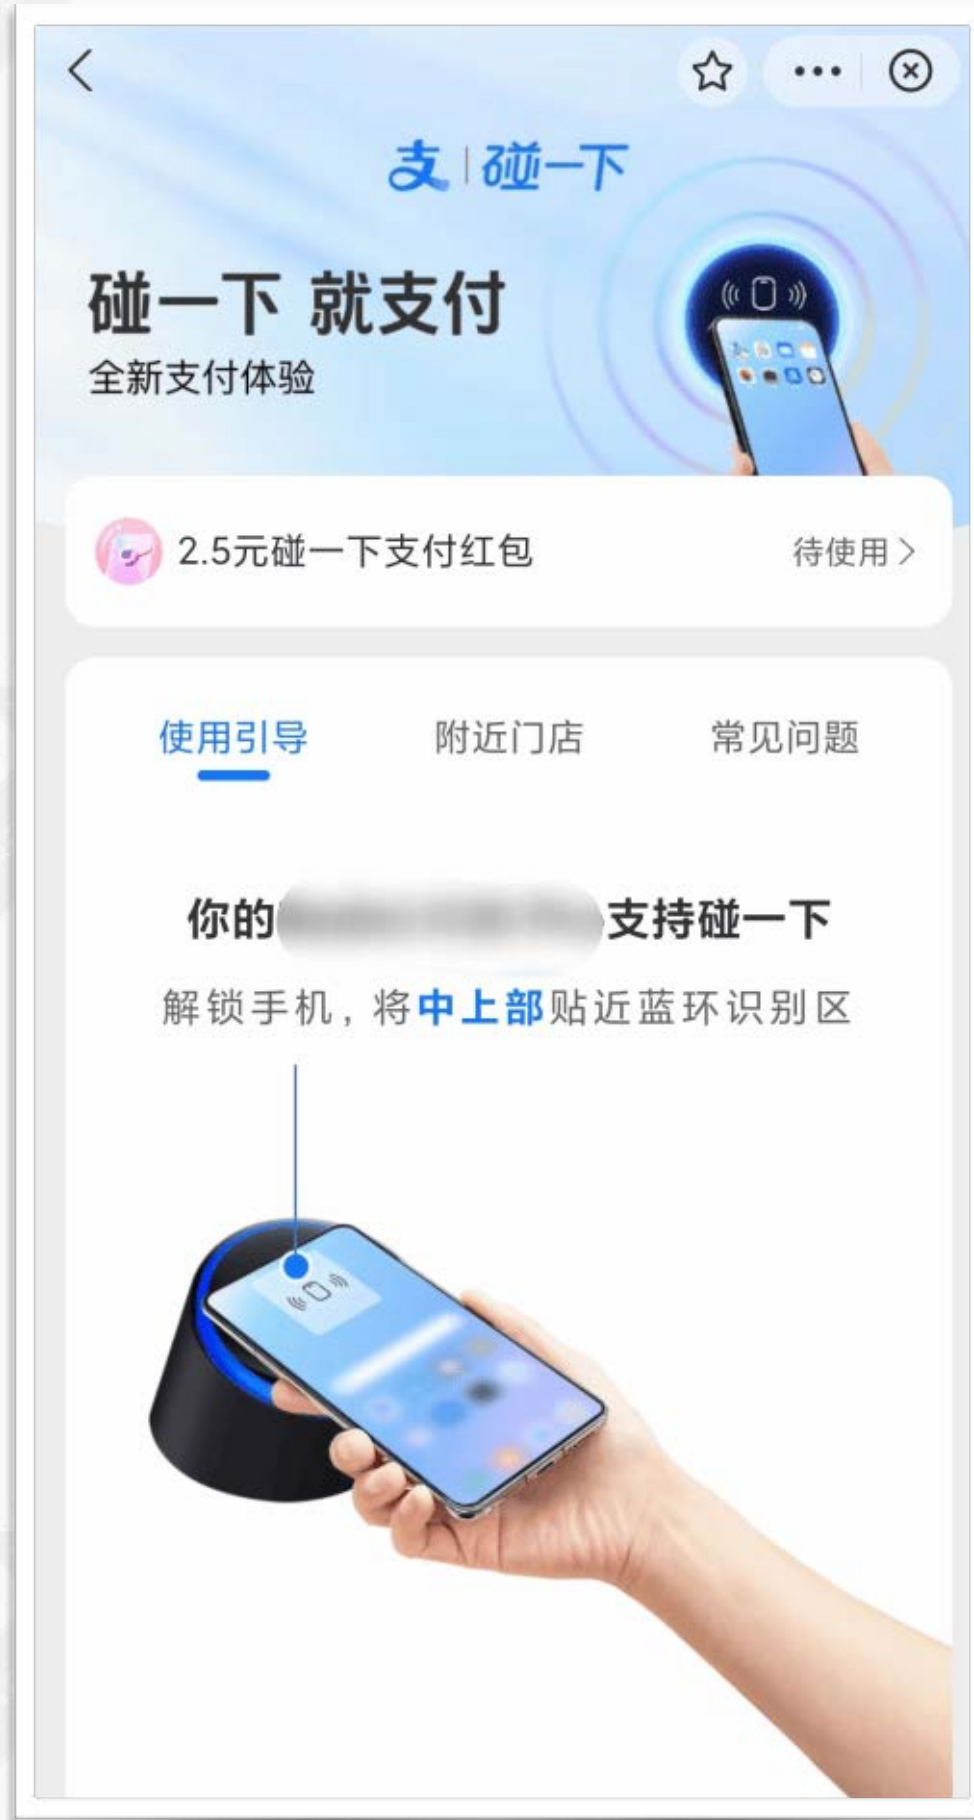 支 碰一下
碰一下 就支付
全新支付体验
2.5元碰一下支付红包 待使用
使用引导 附近门店 常见问题
你的 支持碰一下
解锁手机,将中上部贴近蓝环识别区